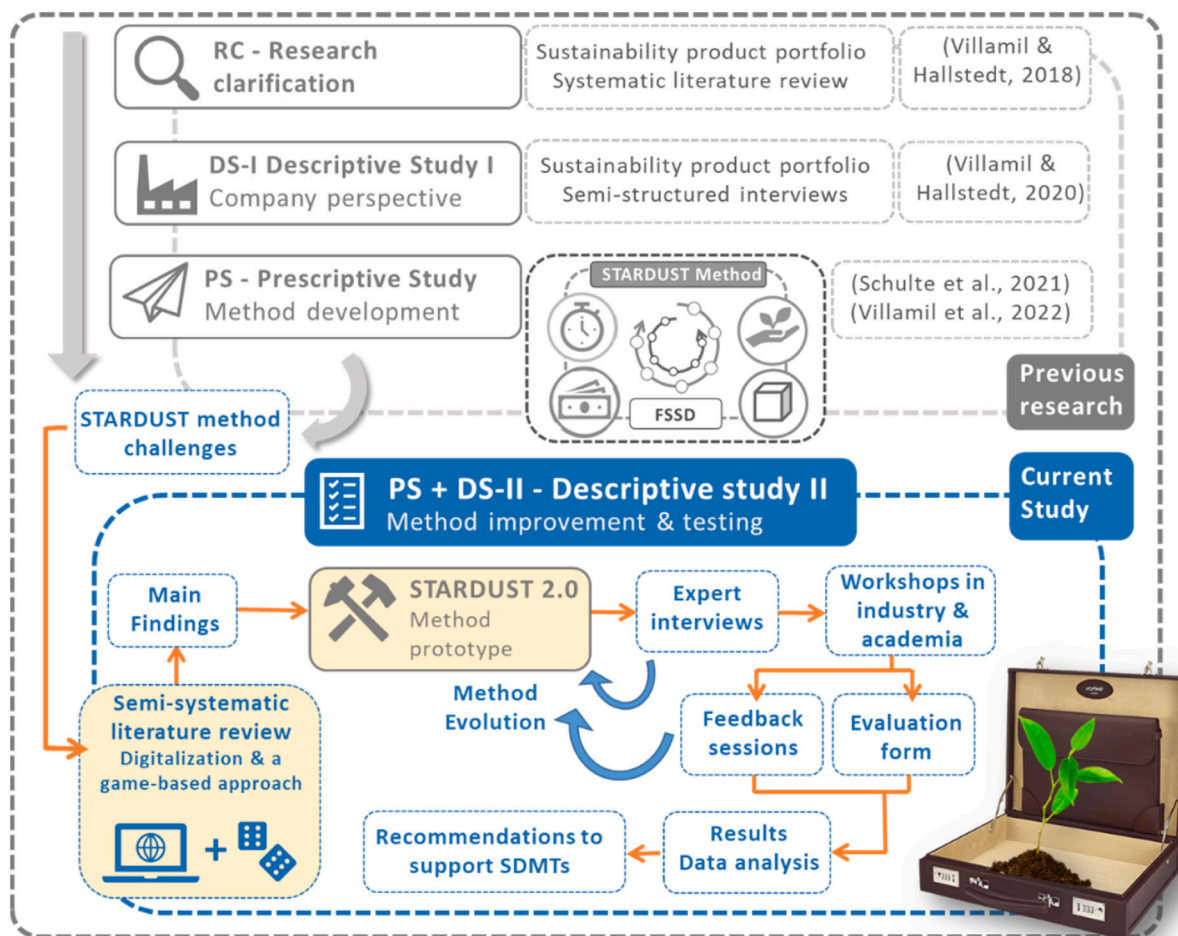 RC - Research
clarification
Sustainability product portfolio
Systematic literature review
(Villamil &
Hallstedt, 2018)
DS-I Descriptive Study I
Company perspective
Sustainability product portfolio
Semi-structured interviews
(Villamil &
Hallstedt, 2020)
PS - Prescriptive Study
Method development
STARDUST Method
FSSD
(Schulte et al., 2021)
(Villamil et al., 2022)
Previous
research
STARDUST method
challenges
PS + DS-II - Descriptive study II
Method improvement & testing
Current
Study
Main
Findings
STARDUST 2.0
Method
prototype
Expert
interviews
Workshops in
industry &
academia
Method
Evolution
Semi-systematic
literature review
Digitalization & a
game-based approach
+
Feedback
sessions
Evaluation
form
Recommendations to
support SDMTs
Results
Data analysis